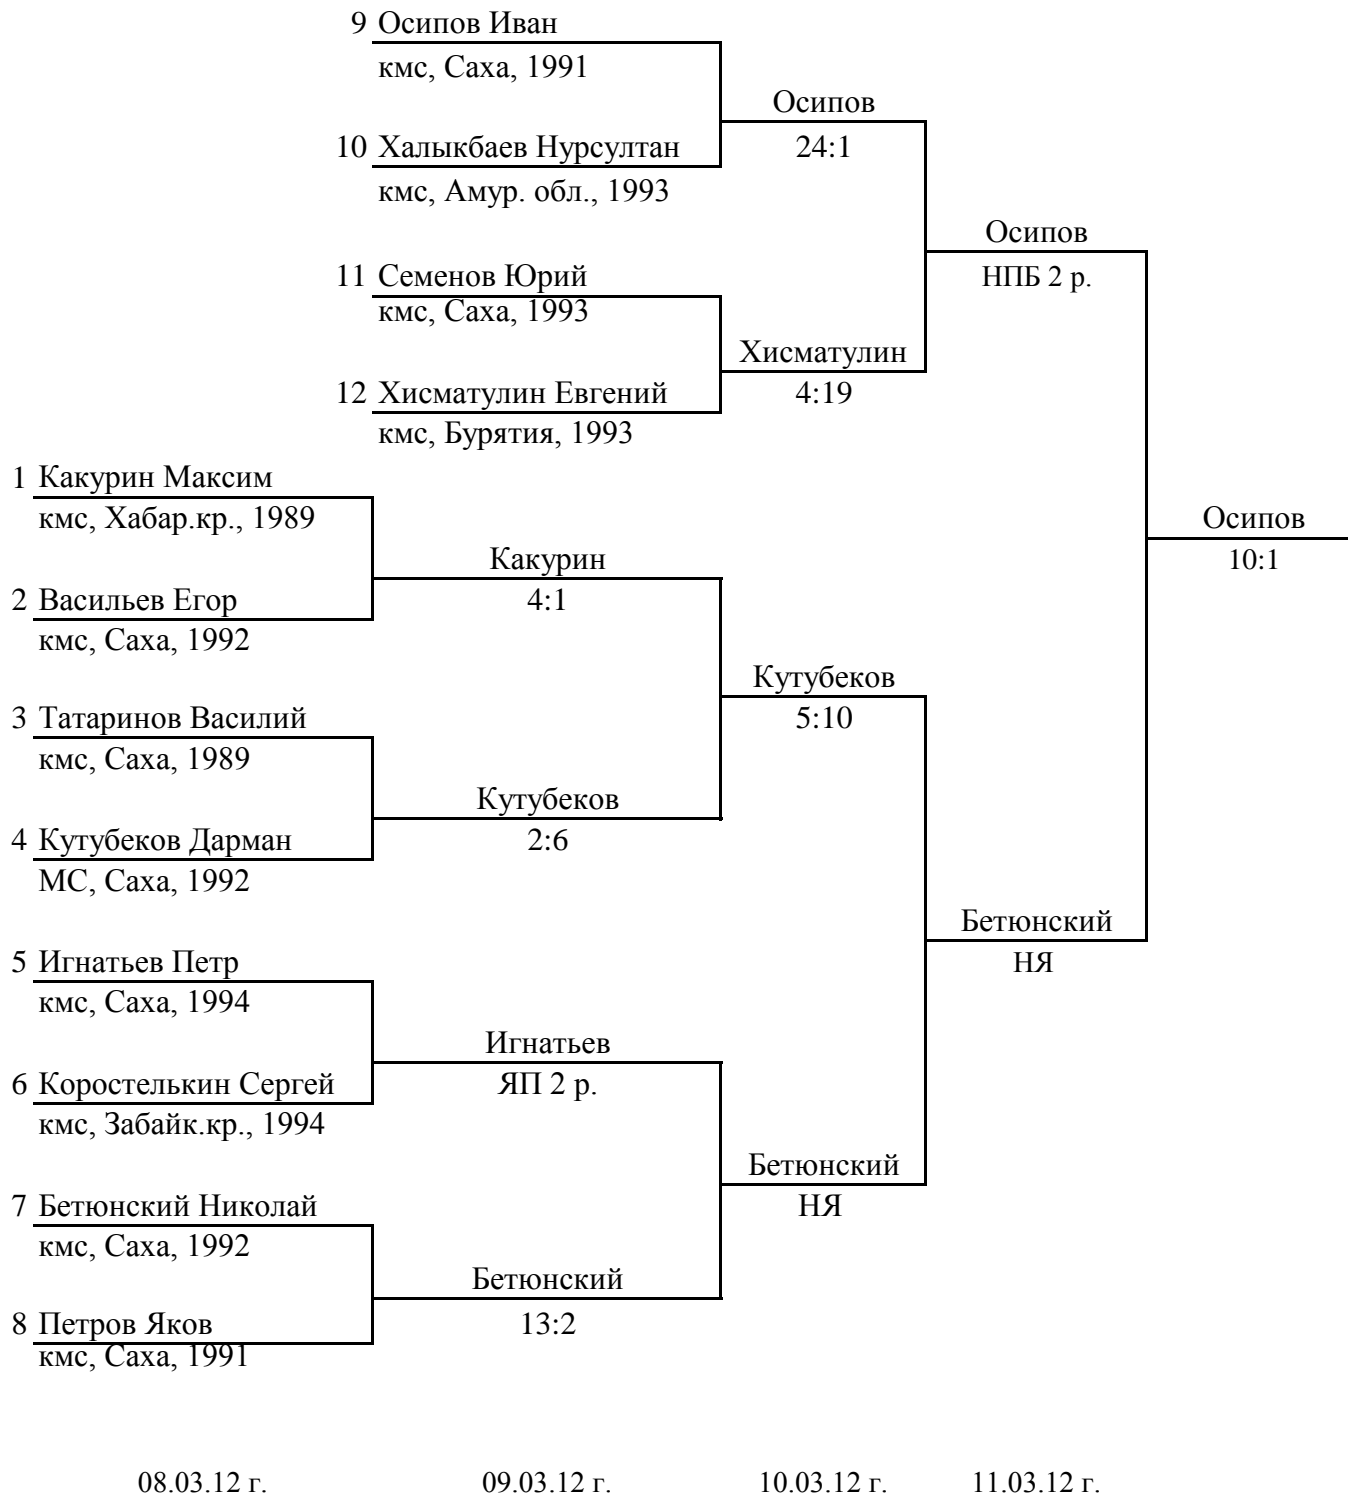 9 Осипов Иван
кмс, Саха, 1991
Осипов
10 Халыкбаев Нурсултан
24:1
кмс, Амур. обл., 1993
Осипов
11 Семенов Юрий
НПБ 2 р.
кмс, Саха, 1993
Хисматулин
12 Хисматулин Евгений
4:19
кмс, Бурятия, 1993
1 Какурин Максим
кмс, Хабар.кр., 1989
Осипов
Какурин
10:1
2 Васильев Егор
4:1
кмс, Саха, 1992
Кутубеков
3 Татаринов Василий
5:10
кмс, Саха, 1989
Кутубеков
4 Кутубеков Дарман
2:6
МС, Саха, 1992
Бетюнский
5 Игнатьев Петр
НЯ
кмс, Саха, 1994
Игнатьев
6 Коростелькин Сергей
ЯП 2 р.
кмс, Забайк.кр., 1994
Бетюнский
7 Бетюнский Николай
НЯ
кмс, Саха, 1992
Бетюнский
8 Петров Яков
13:2
кмс, Саха, 1991
08.03.12 г.
09.03.12 г.
10.03.12 г.
11.03.12 г.